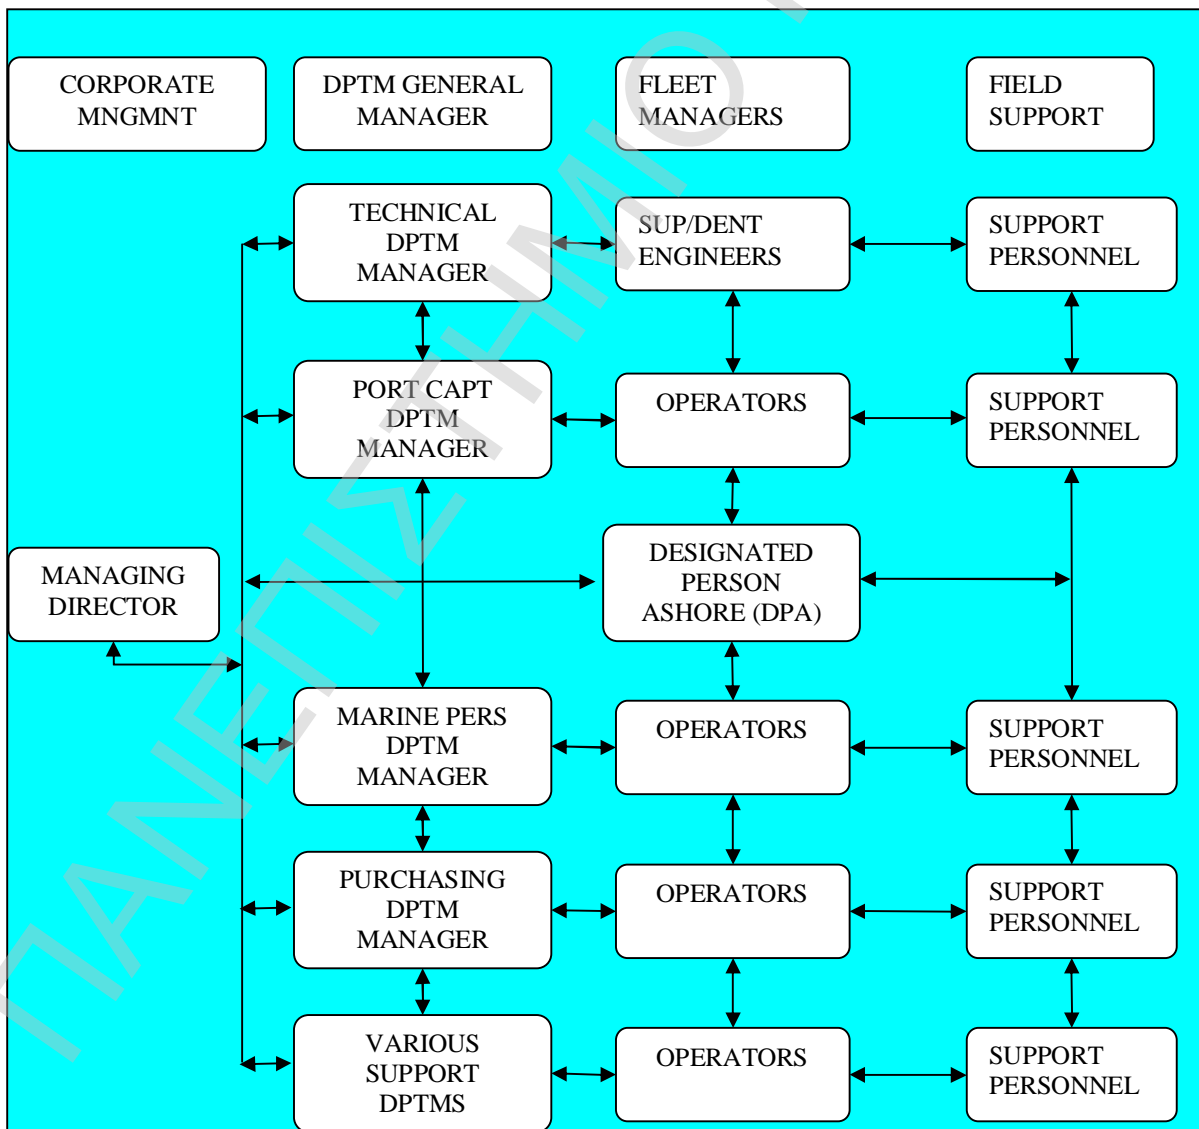 CORPORATE
MNGMNT
DPTM GENERAL
MANAGER
FLEET
MANAGERS
FIELD
SUPPORT
TECHNICAL
DPTM
MANAGER
SUP/DENT
ENGINEERS
SUPPORT
PERSONNEL
PORT CAPT
DPTM
MANAGER
OPERATORS
SUPPORT
PERSONNEL
MANAGING
DIRECTOR
DESIGNATED
PERSON
ASHORE (DPA)
MARINE PERS
DPTM
MANAGER
OPERATORS
SUPPORT
PERSONNEL
PURCHASING
DPTM
MANAGER
OPERATORS
SUPPORT
PERSONNEL
VARIOUS
SUPPORT
DPTMS
OPERATORS
SUPPORT
PERSONNEL
ΠΑΝΕΠΙΣΤΗΜΙΟ